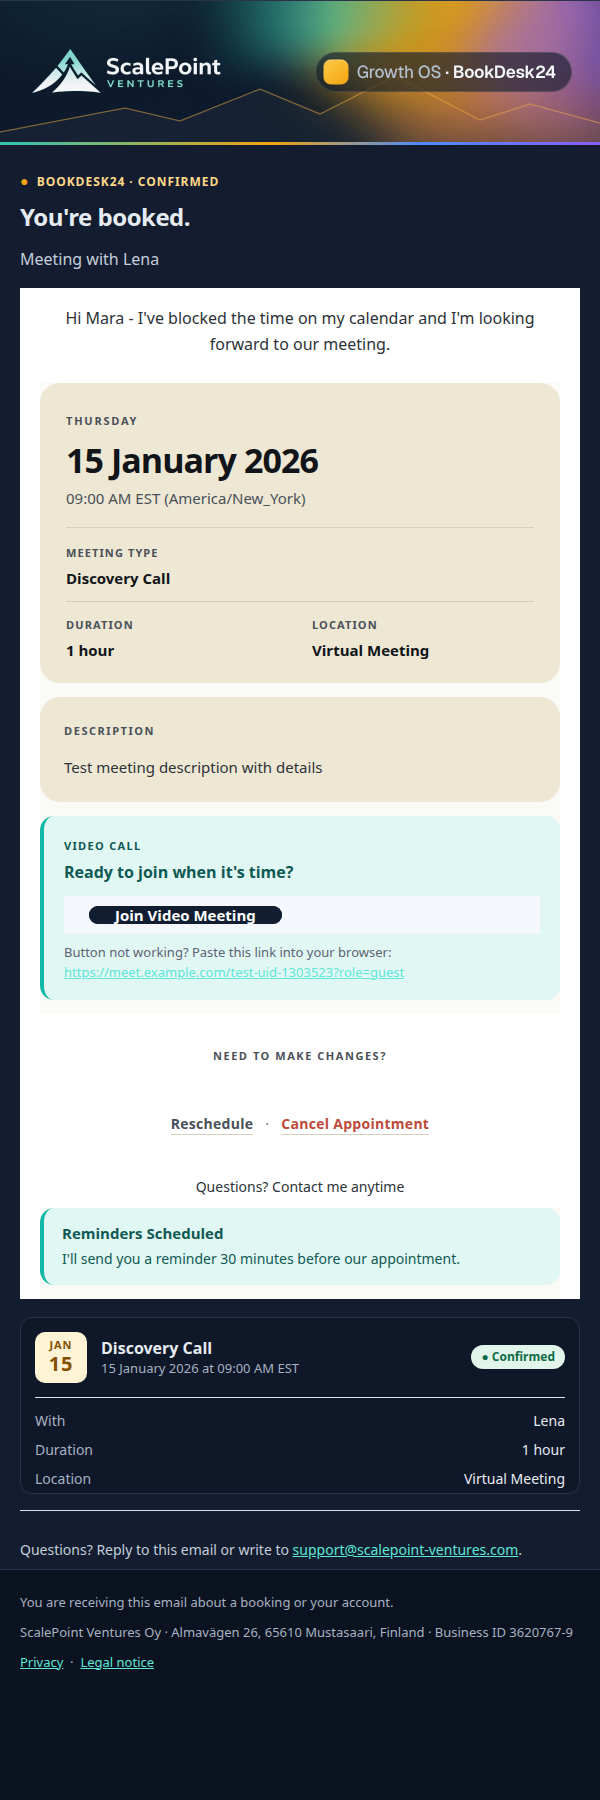 ScalePoint
VENTURES
Growth OS · BookDesk24
● BOOKDESK24 · CONFIRMED
You're booked.
Meeting with Lena
Hi Mara - I've blocked the time on my calendar and I'm looking
forward to our meeting.
THURSDAY
15 January 2026
09:00 AM EST (America/New_York)
MEETING TYPE
Discovery Call
DURATION LOCATION
1 hour Virtual Meeting
DESCRIPTION
Test meeting description with details
VIDEO CALL
Ready to join when it's time?
Join Video Meeting
Button not working? Paste this link into your browser:
https://meet.example.com/test-uid-1303523?role=guest
NEED TO MAKE CHANGES?
Reschedule · Cancel Appointment
Questions? Contact me anytime
Reminders Scheduled
I'll send you a reminder 30 minutes before our appointment.
JAN
15
Discovery Call
15 January 2026 at 09:00 AM EST
● Confirmed
With Lena
Duration 1 hour
Location Virtual Meeting
Questions? Reply to this email or write to support@scalepoint-ventures.com.
You are receiving this email about a booking or your account.
ScalePoint Ventures Oy · Almavägen 26, 65610 Mustasaari, Finland · Business ID 3620767-9
Privacy · Legal notice